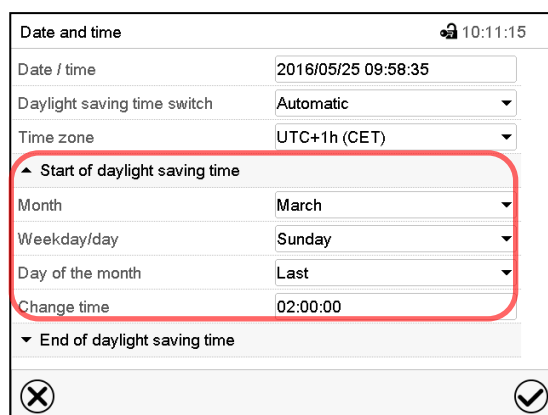 Date and time 10:11:15
Date / time 2016/05/25 09:58:35
Daylight saving time switch Automatic
Time zone UTC+1h (CET)
Start of daylight saving time
Month March
Weekday/day Sunday
Day of the month Last
Change time 02:00:00
End of daylight saving time